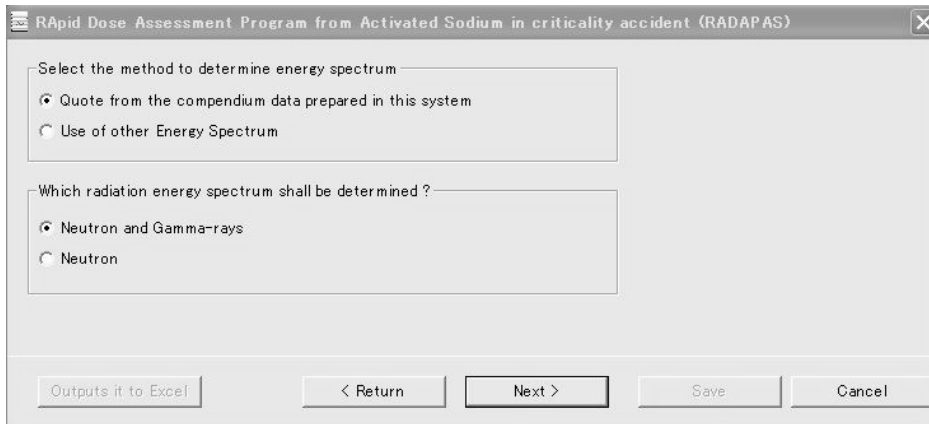 RApid Dose Assessment Program from Activated Sodium in criticality accident (RADAPAS)
Select the method to determine energy spectrum
Quote from the compendium data prepared in this system
Use of other Energy Spectrum
Which radiation energy spectrum shall be determined ?
Neutron and Gamma-rays
Neutron
Outputs it to Excel < Return Next > Save Cancel